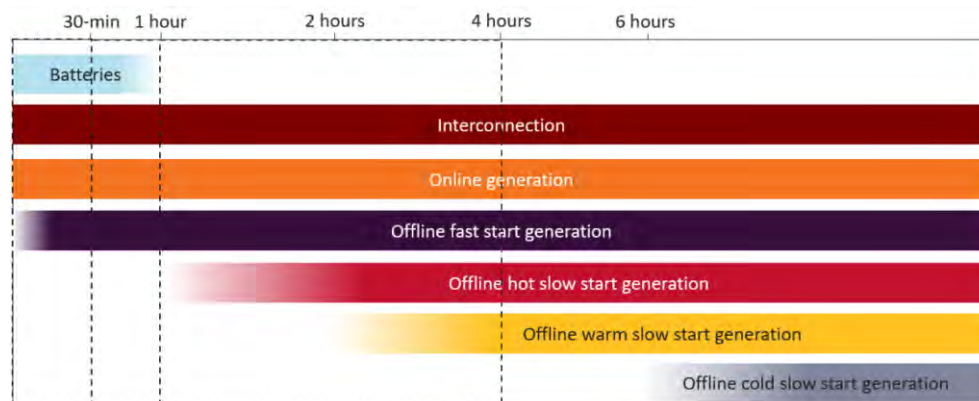 30-min 1 hour 2 hours 4 hours 6 hours
Batteries
Interconnection
Online generation
Offline fast start generation
Offline hot slow start generation
Offline warm slow start generation
Offline cold slow start generation